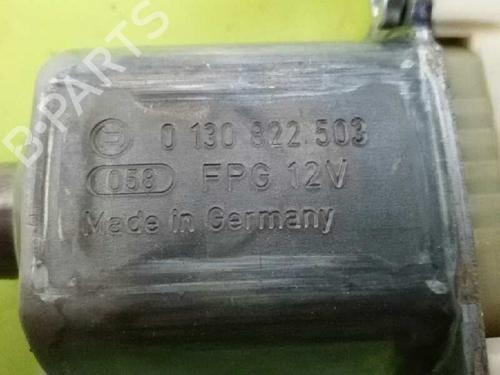 B-PARTS
0 130 822 503
058 FPG 12V
Made in Germany